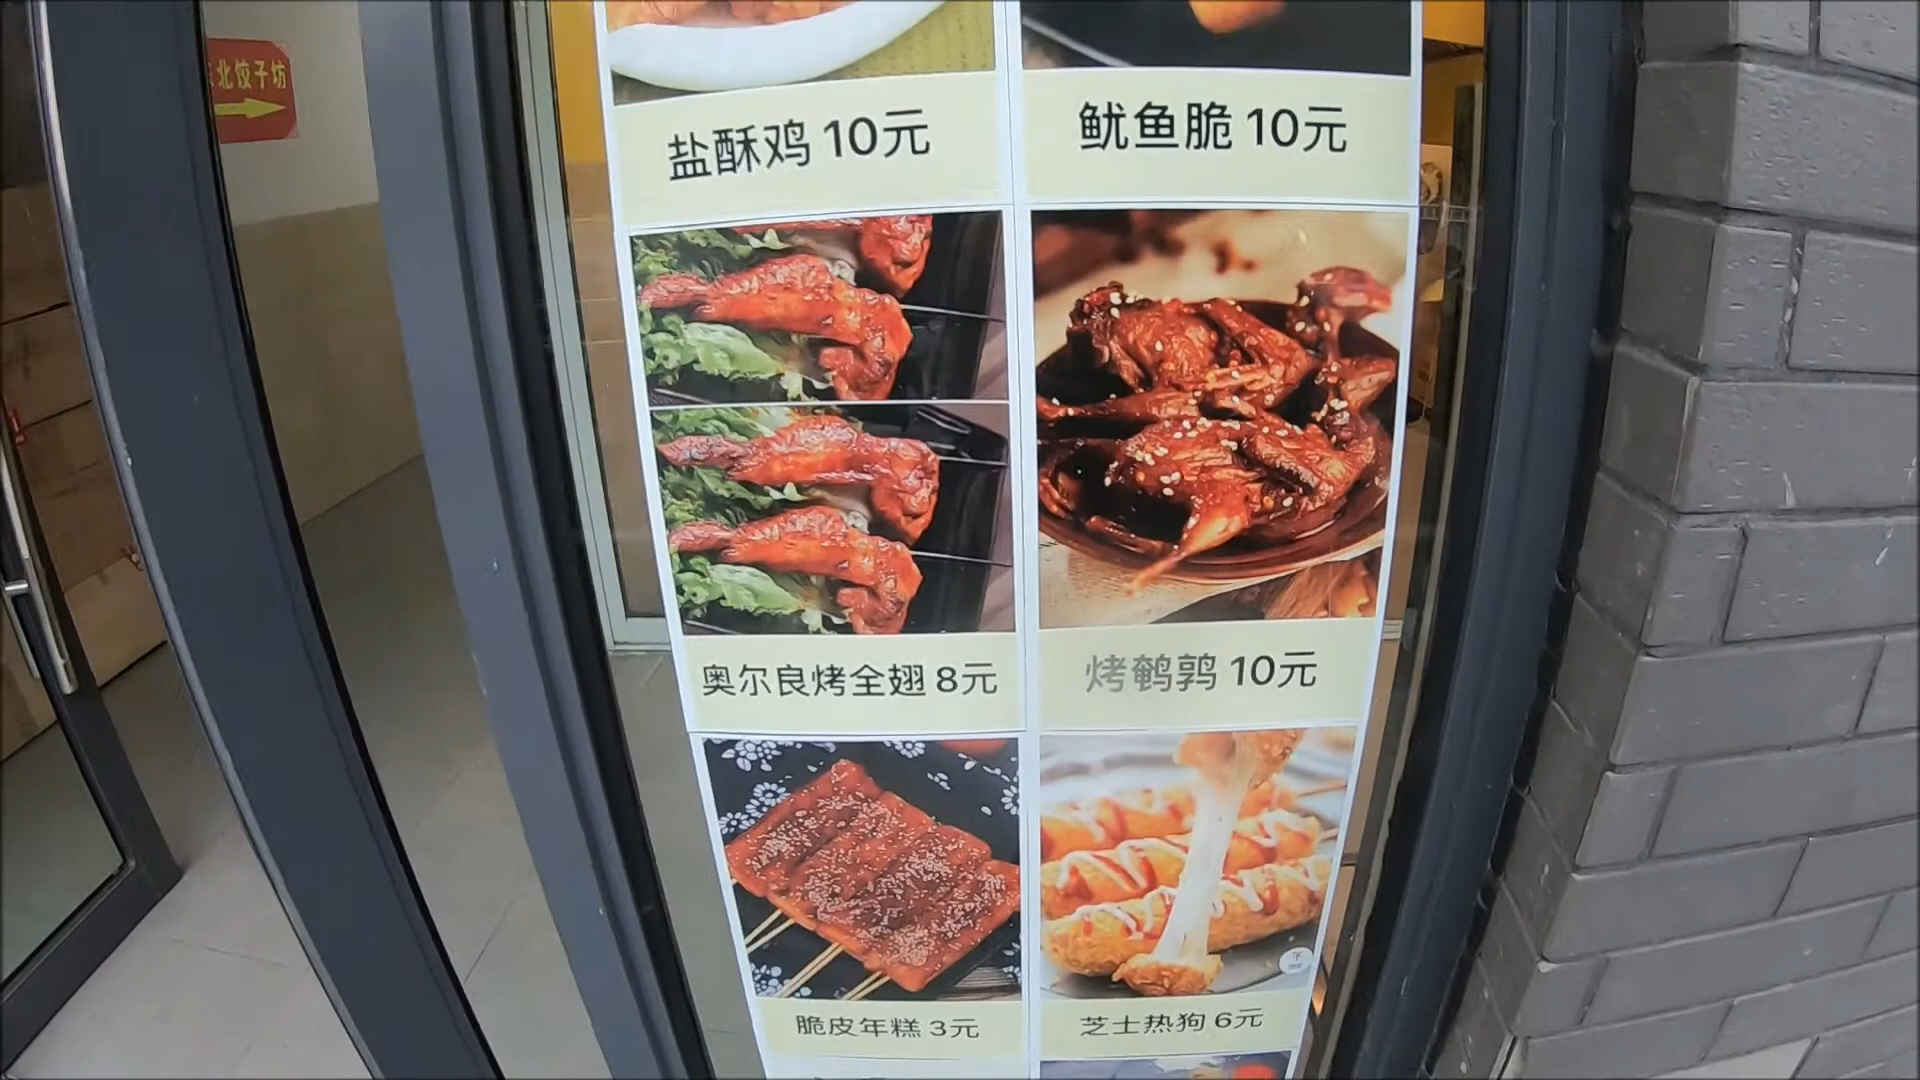 北饺子坊
盐酥鸡 10元
鱿鱼脆 10元
奥尔良烤全翅 8元
烤鹌鹑 10元
脆皮年糕 3元
芝士热狗 6元